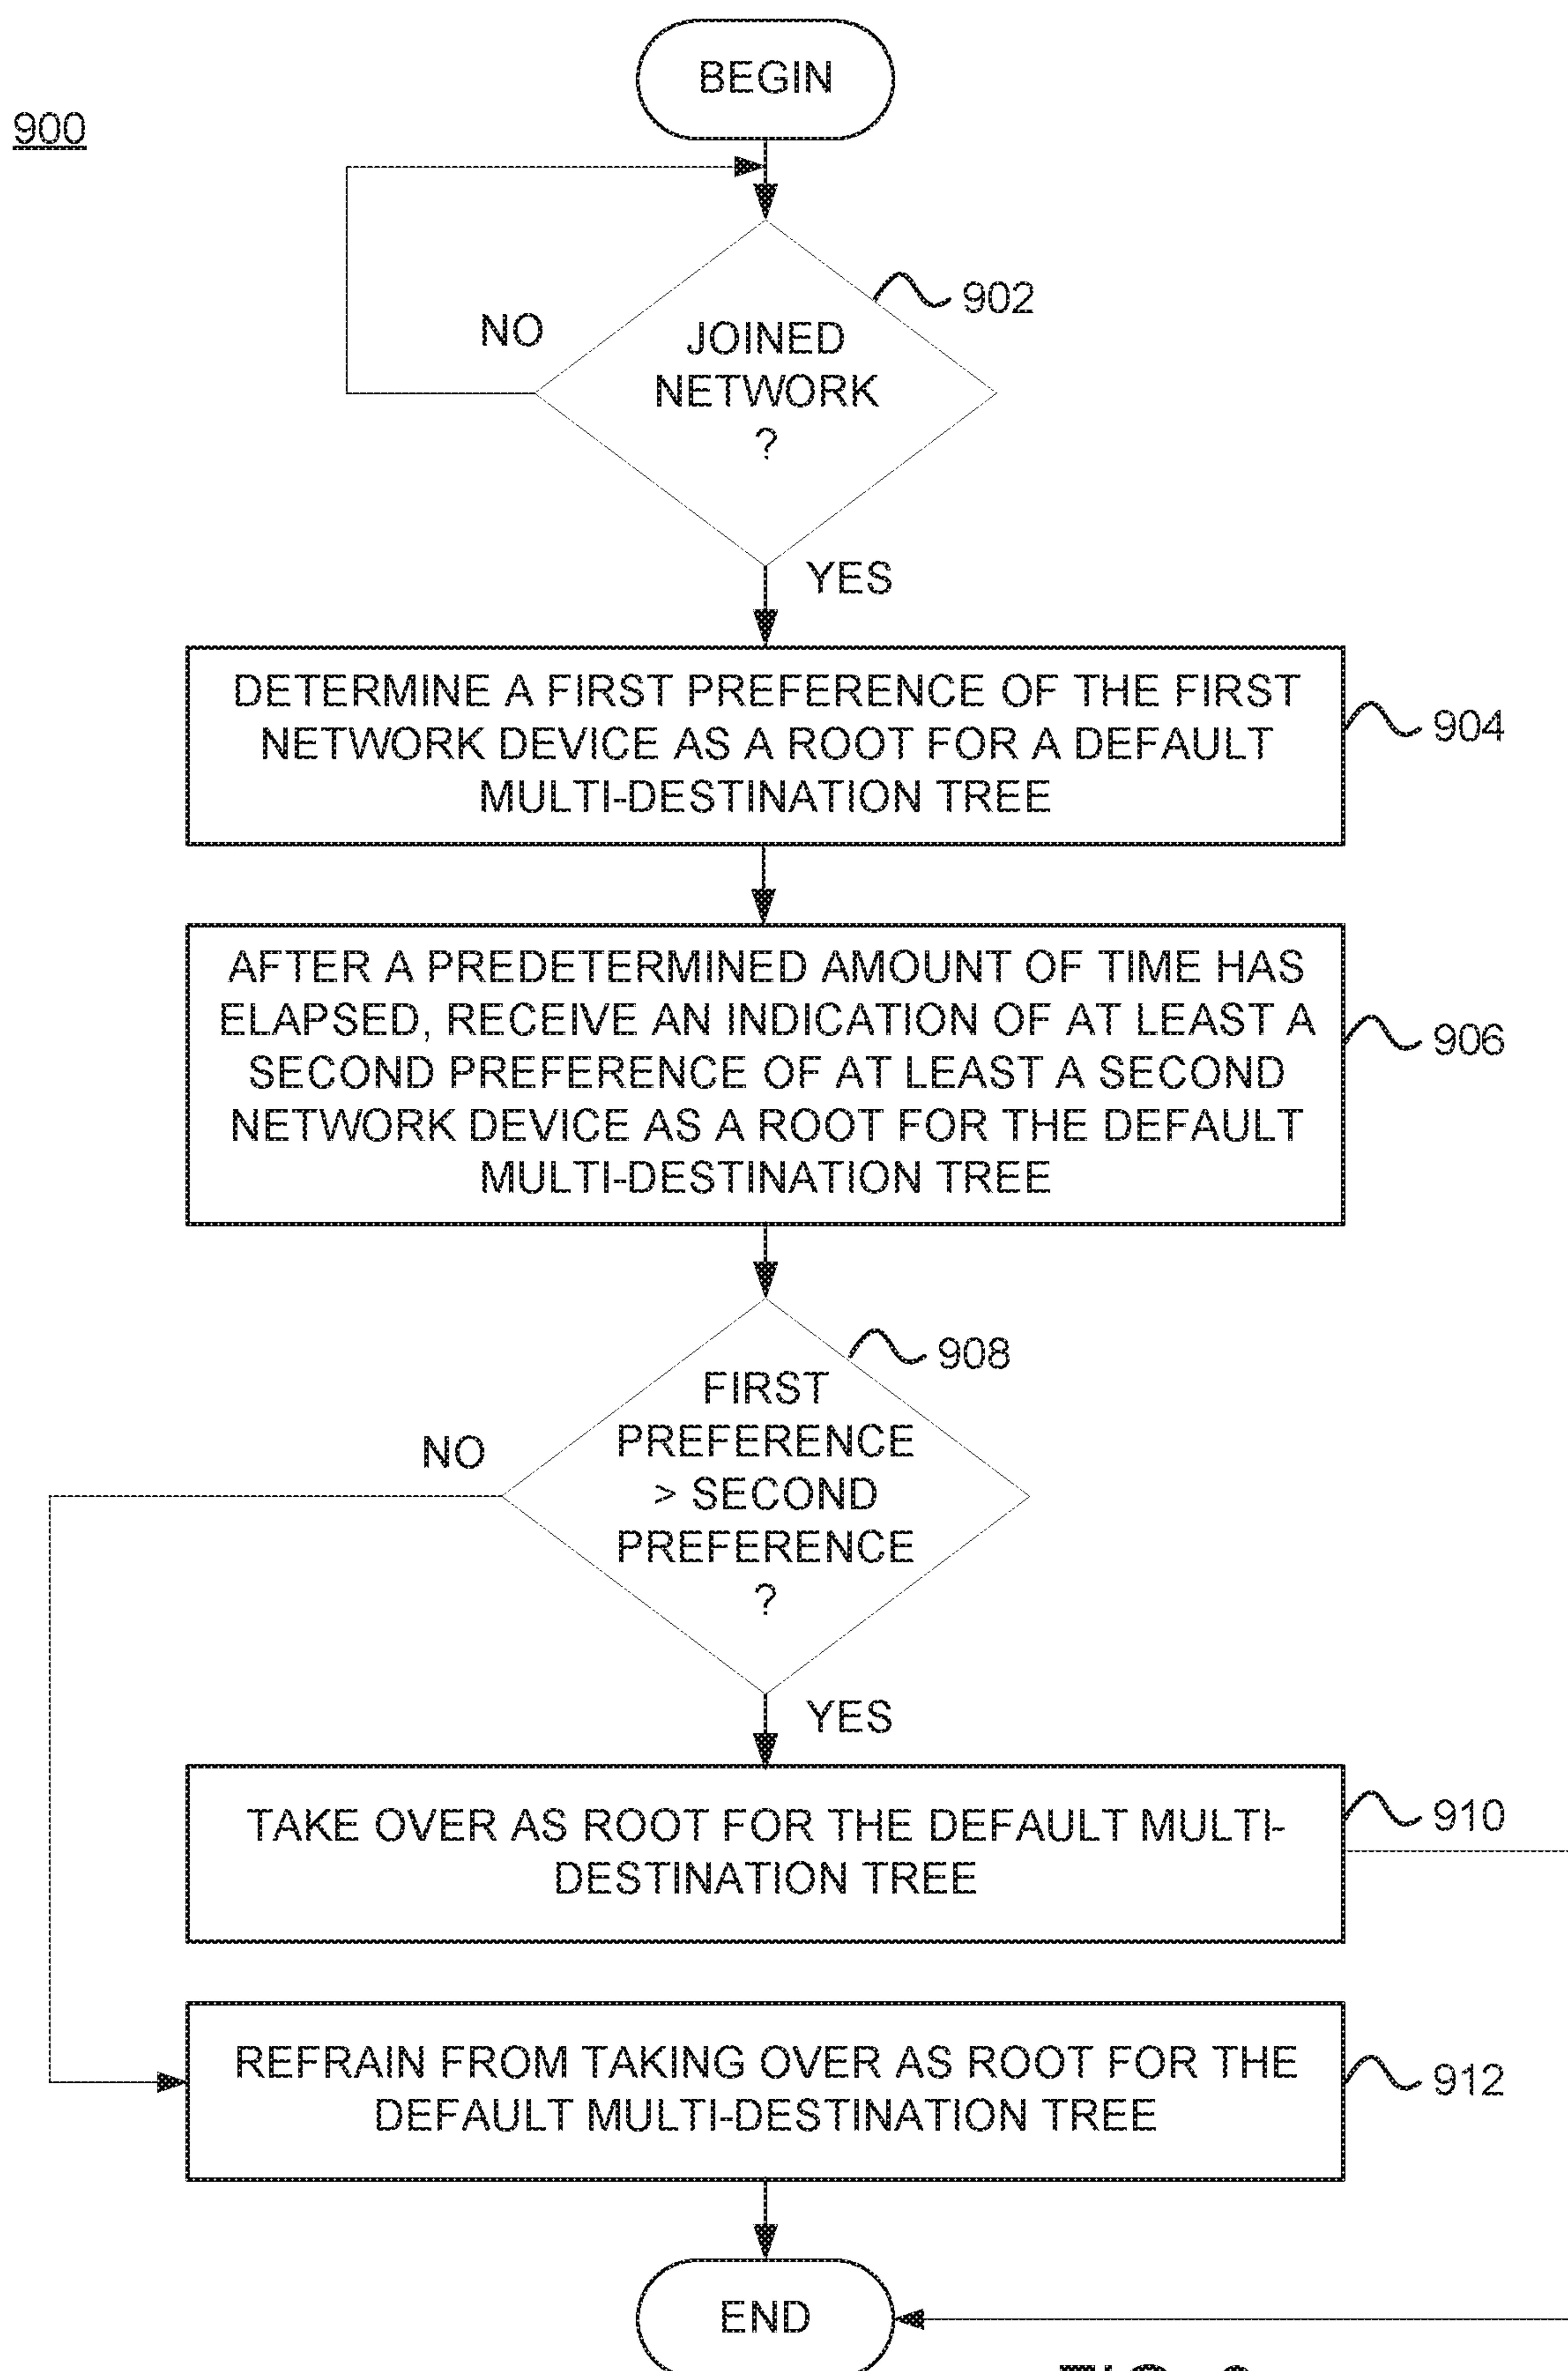 BEGIN
900
902
NO
JOINED
NETWORK
?
YES
DETERMINE A FIRST PREFERENCE OF THE FIRST
NETWORK DEVICE AS A ROOT FOR A DEFAULT
MULTI-DESTINATION TREE
904
AFTER A PREDETERMINED AMOUNT OF TIME HAS
ELAPSED, RECEIVE AN INDICATION OF AT LEAST A
SECOND PREFERENCE OF AT LEAST A SECOND
NETWORK DEVICE AS A ROOT FOR THE DEFAULT
MULTI-DESTINATION TREE
906
908
NO
FIRST
PREFERENCE
> SECOND
PREFERENCE
?
YES
TAKE OVER AS ROOT FOR THE DEFAULT MULTI-
DESTINATION TREE
910
REFRAIN FROM TAKING OVER AS ROOT FOR THE
DEFAULT MULTI-DESTINATION TREE
912
END